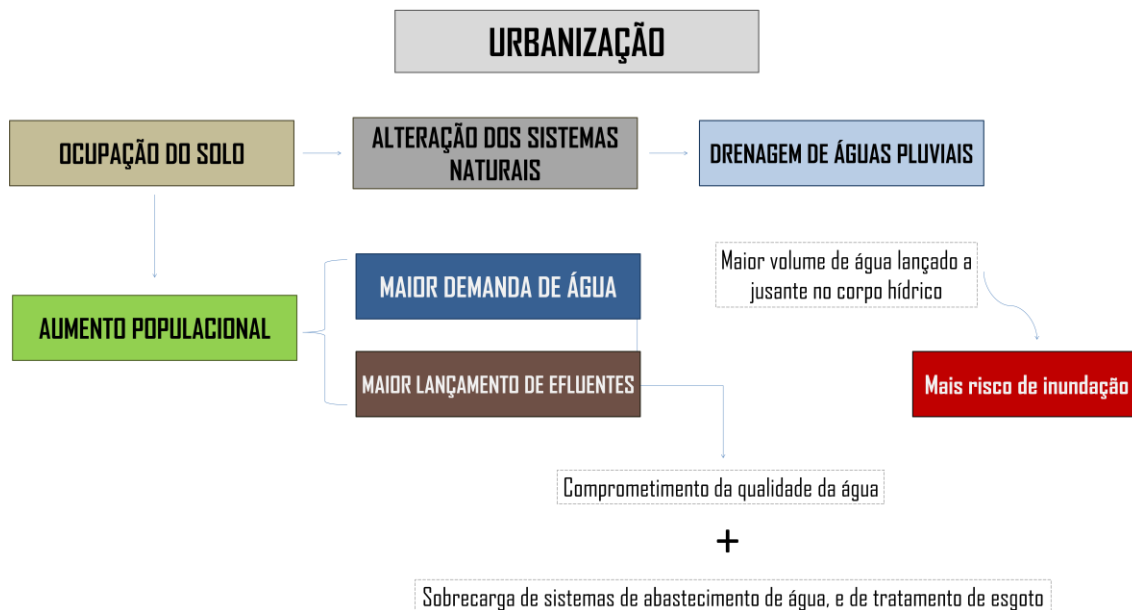 URBANIZAÇÃO
OCUPAÇÃO DO SOLO
ALTERAÇÃO DOS SISTEMAS
NATURAIS
DRENAGEM DE ÁGUAS PLUVIAIS
AUMENTO POPULACIONAL
MAIOR DEMANDA DE ÁGUA
MAIOR LANÇAMENTO DE EFLUENTES
Maior volume de água lançado a
jusante no corpo hídrico
Mais risco de inundação
Comprometimento da qualidade da água
+
Sobrecarga de sistemas de abastecimento de água, e de tratamento de esgoto